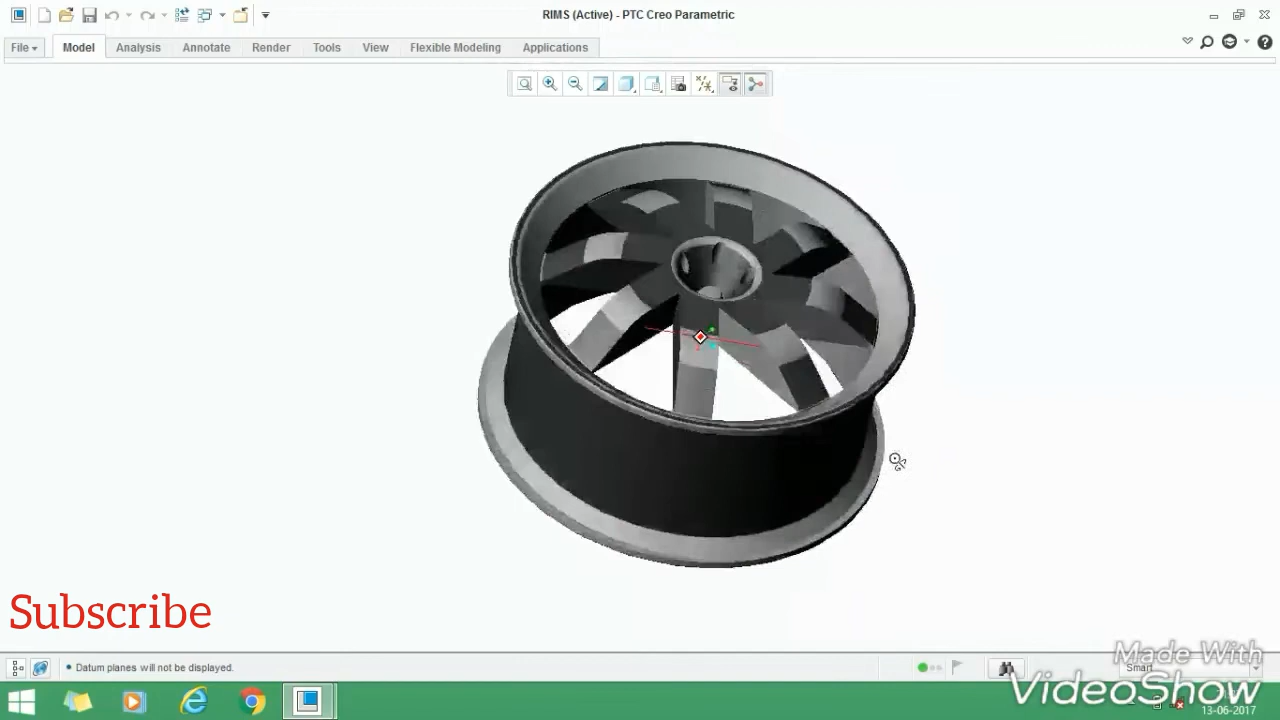 RIMS (Active) - PTC Creo Parametric
File Model Analysis Annotate Render Tools View Flexible Modeling Applications
Subscribe
Datum planes will not be displayed.
Smart
Made With
VideoShow
13-06-2017